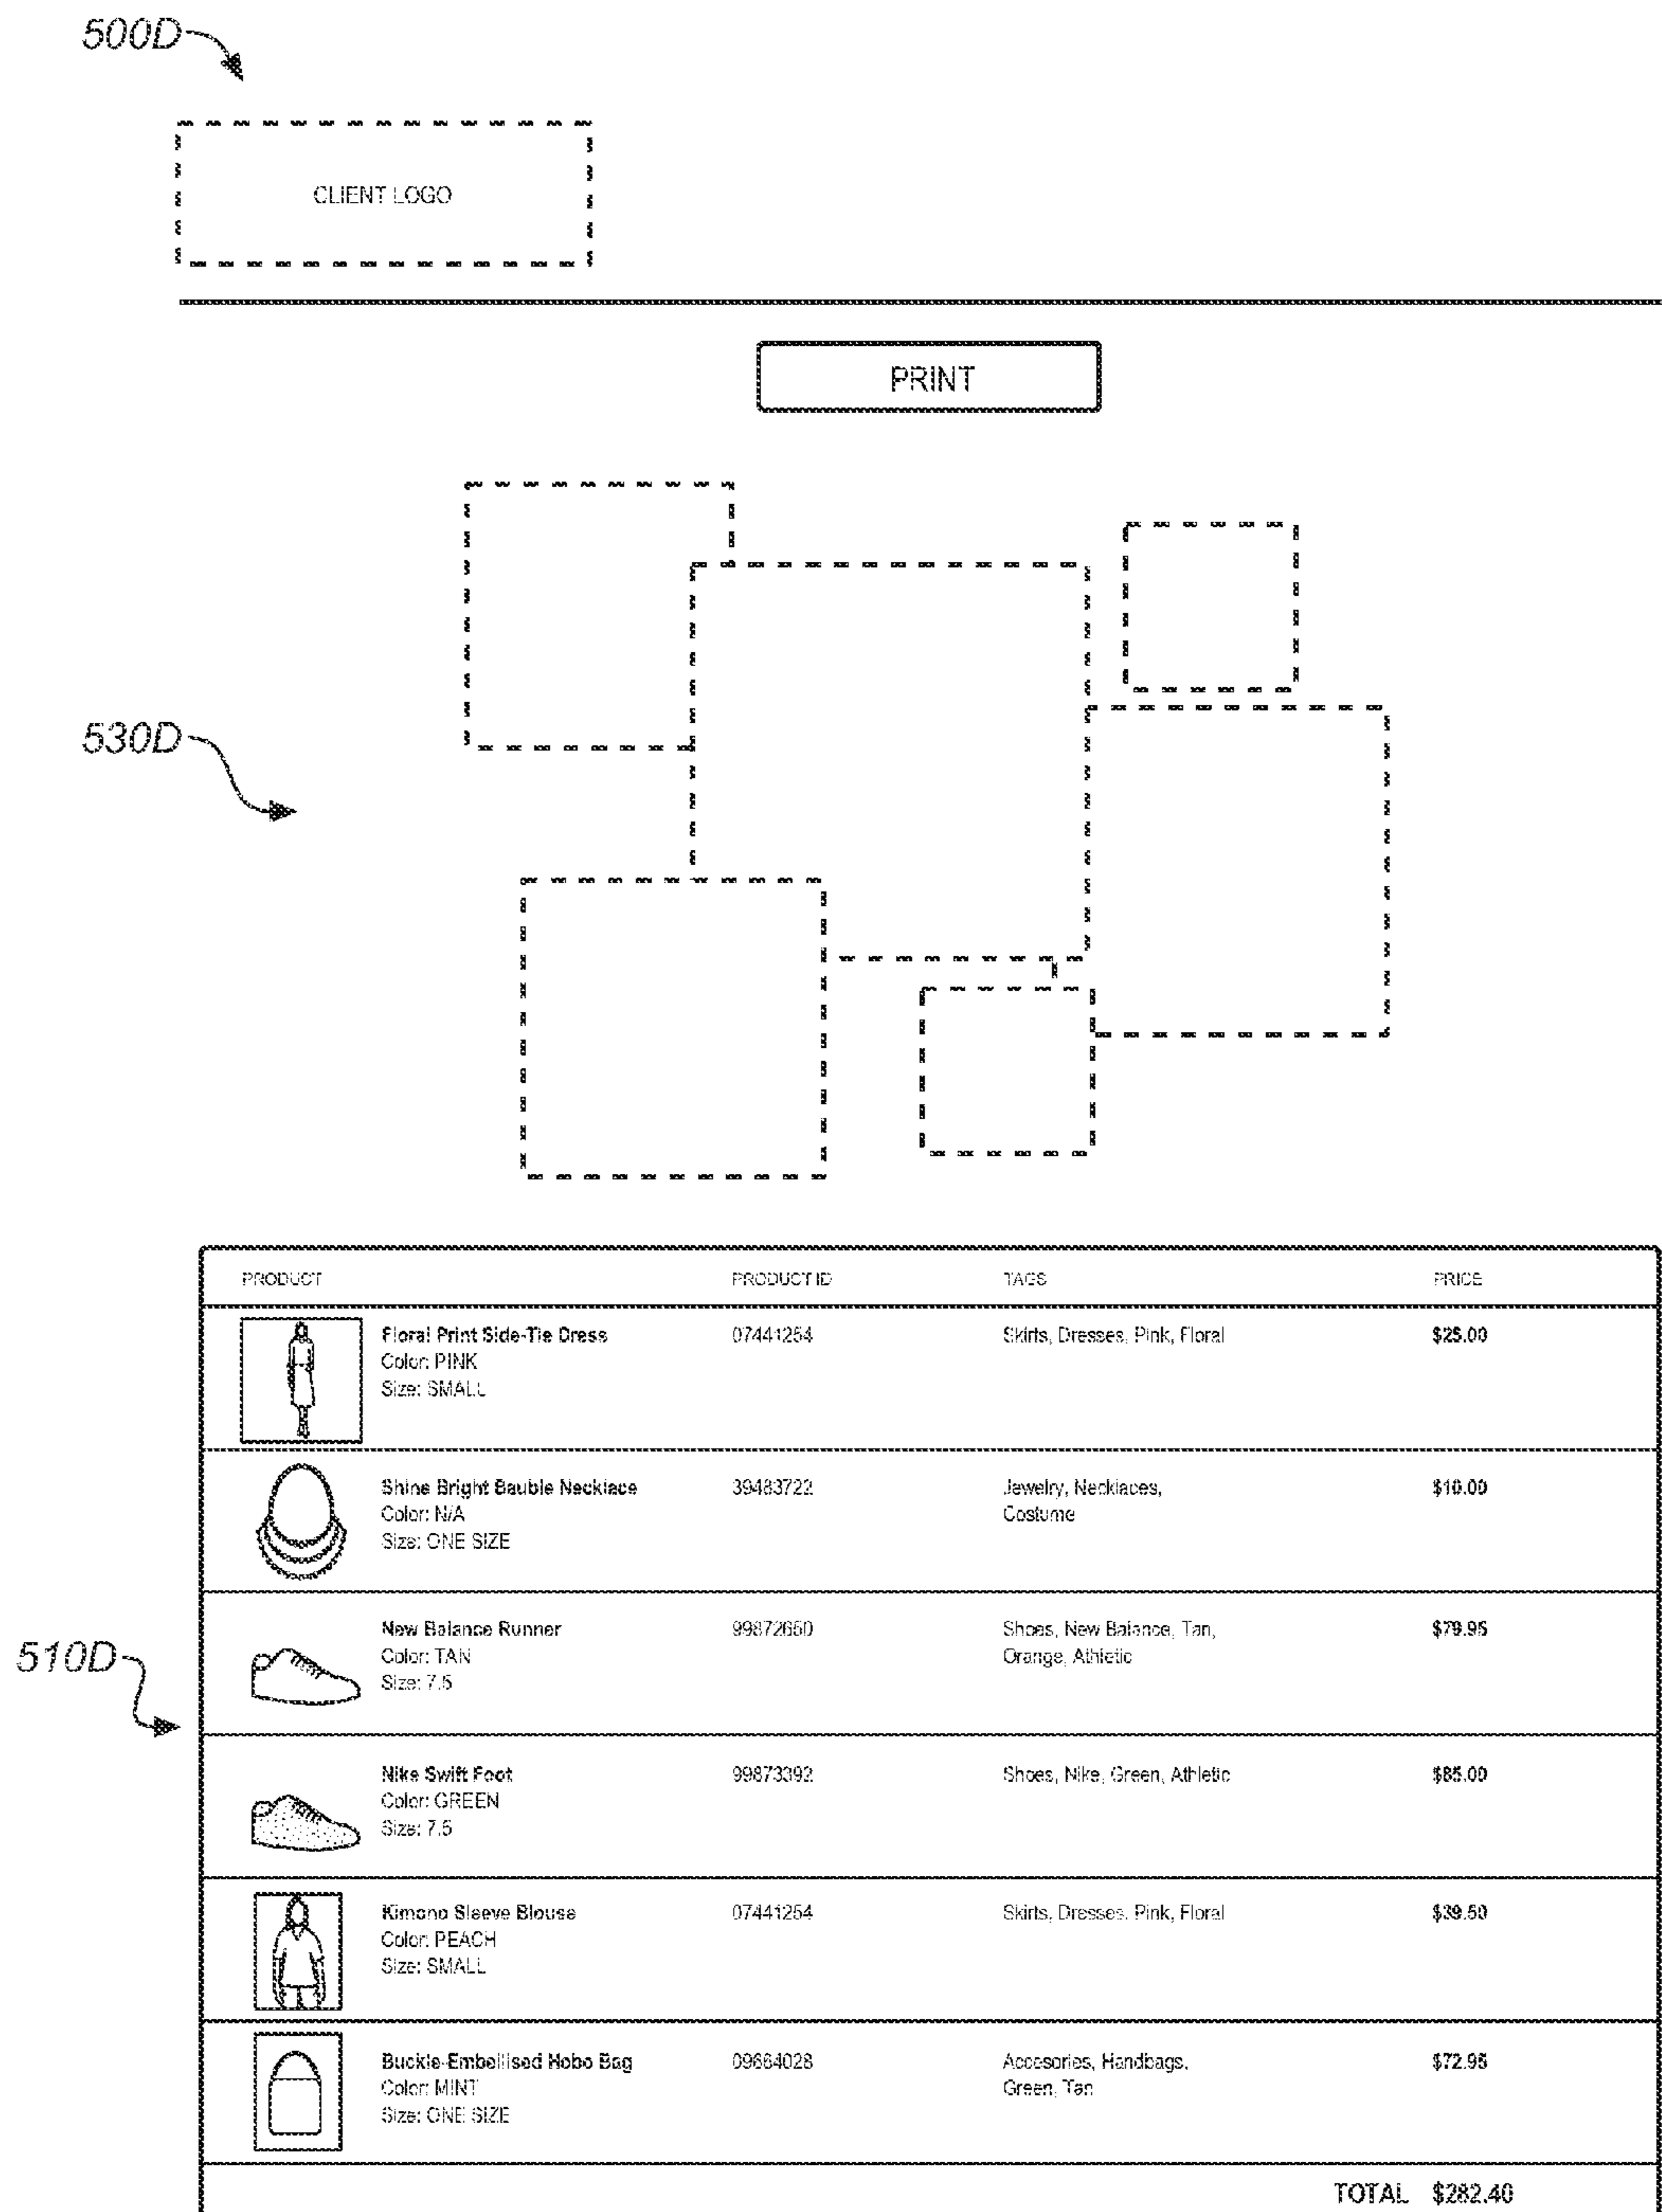 500D
CLIENT LOGO
PRINT
530D
PRODUCT PRODUCT ID TAGS PRICE
Floral Print Side-Tie Dress 07441254 Skirts, Dresses, Pink, Floral $25.00
Color: PINK
Size: SMALL
Shine Bright Bauble Necklace 39483722 Jewelry, Necklaces, $10.00
Color: N/A Costume
Size: ONE SIZE
510D
New Balance Runner 99872650 Shoes, New Balance, Tan, $79.95
Color: TAN Orange, Athletic
Size: 7.5
Nike Swift Foot 99873392 Shoes, Nike, Green, Athletic $85.00
Color: GREEN
Size: 7.5
Kimono Sleeve Blouse 07441254 Skirts, Dresses, Pink, Floral $39.50
Color: PEACH
Size: SMALL
Buckle-Embellised Hobo Bag 09664028 Accesories, Handbags, $72.95
Color: MINT Green, Tan
Size: ONE SIZE
TOTAL $282.40